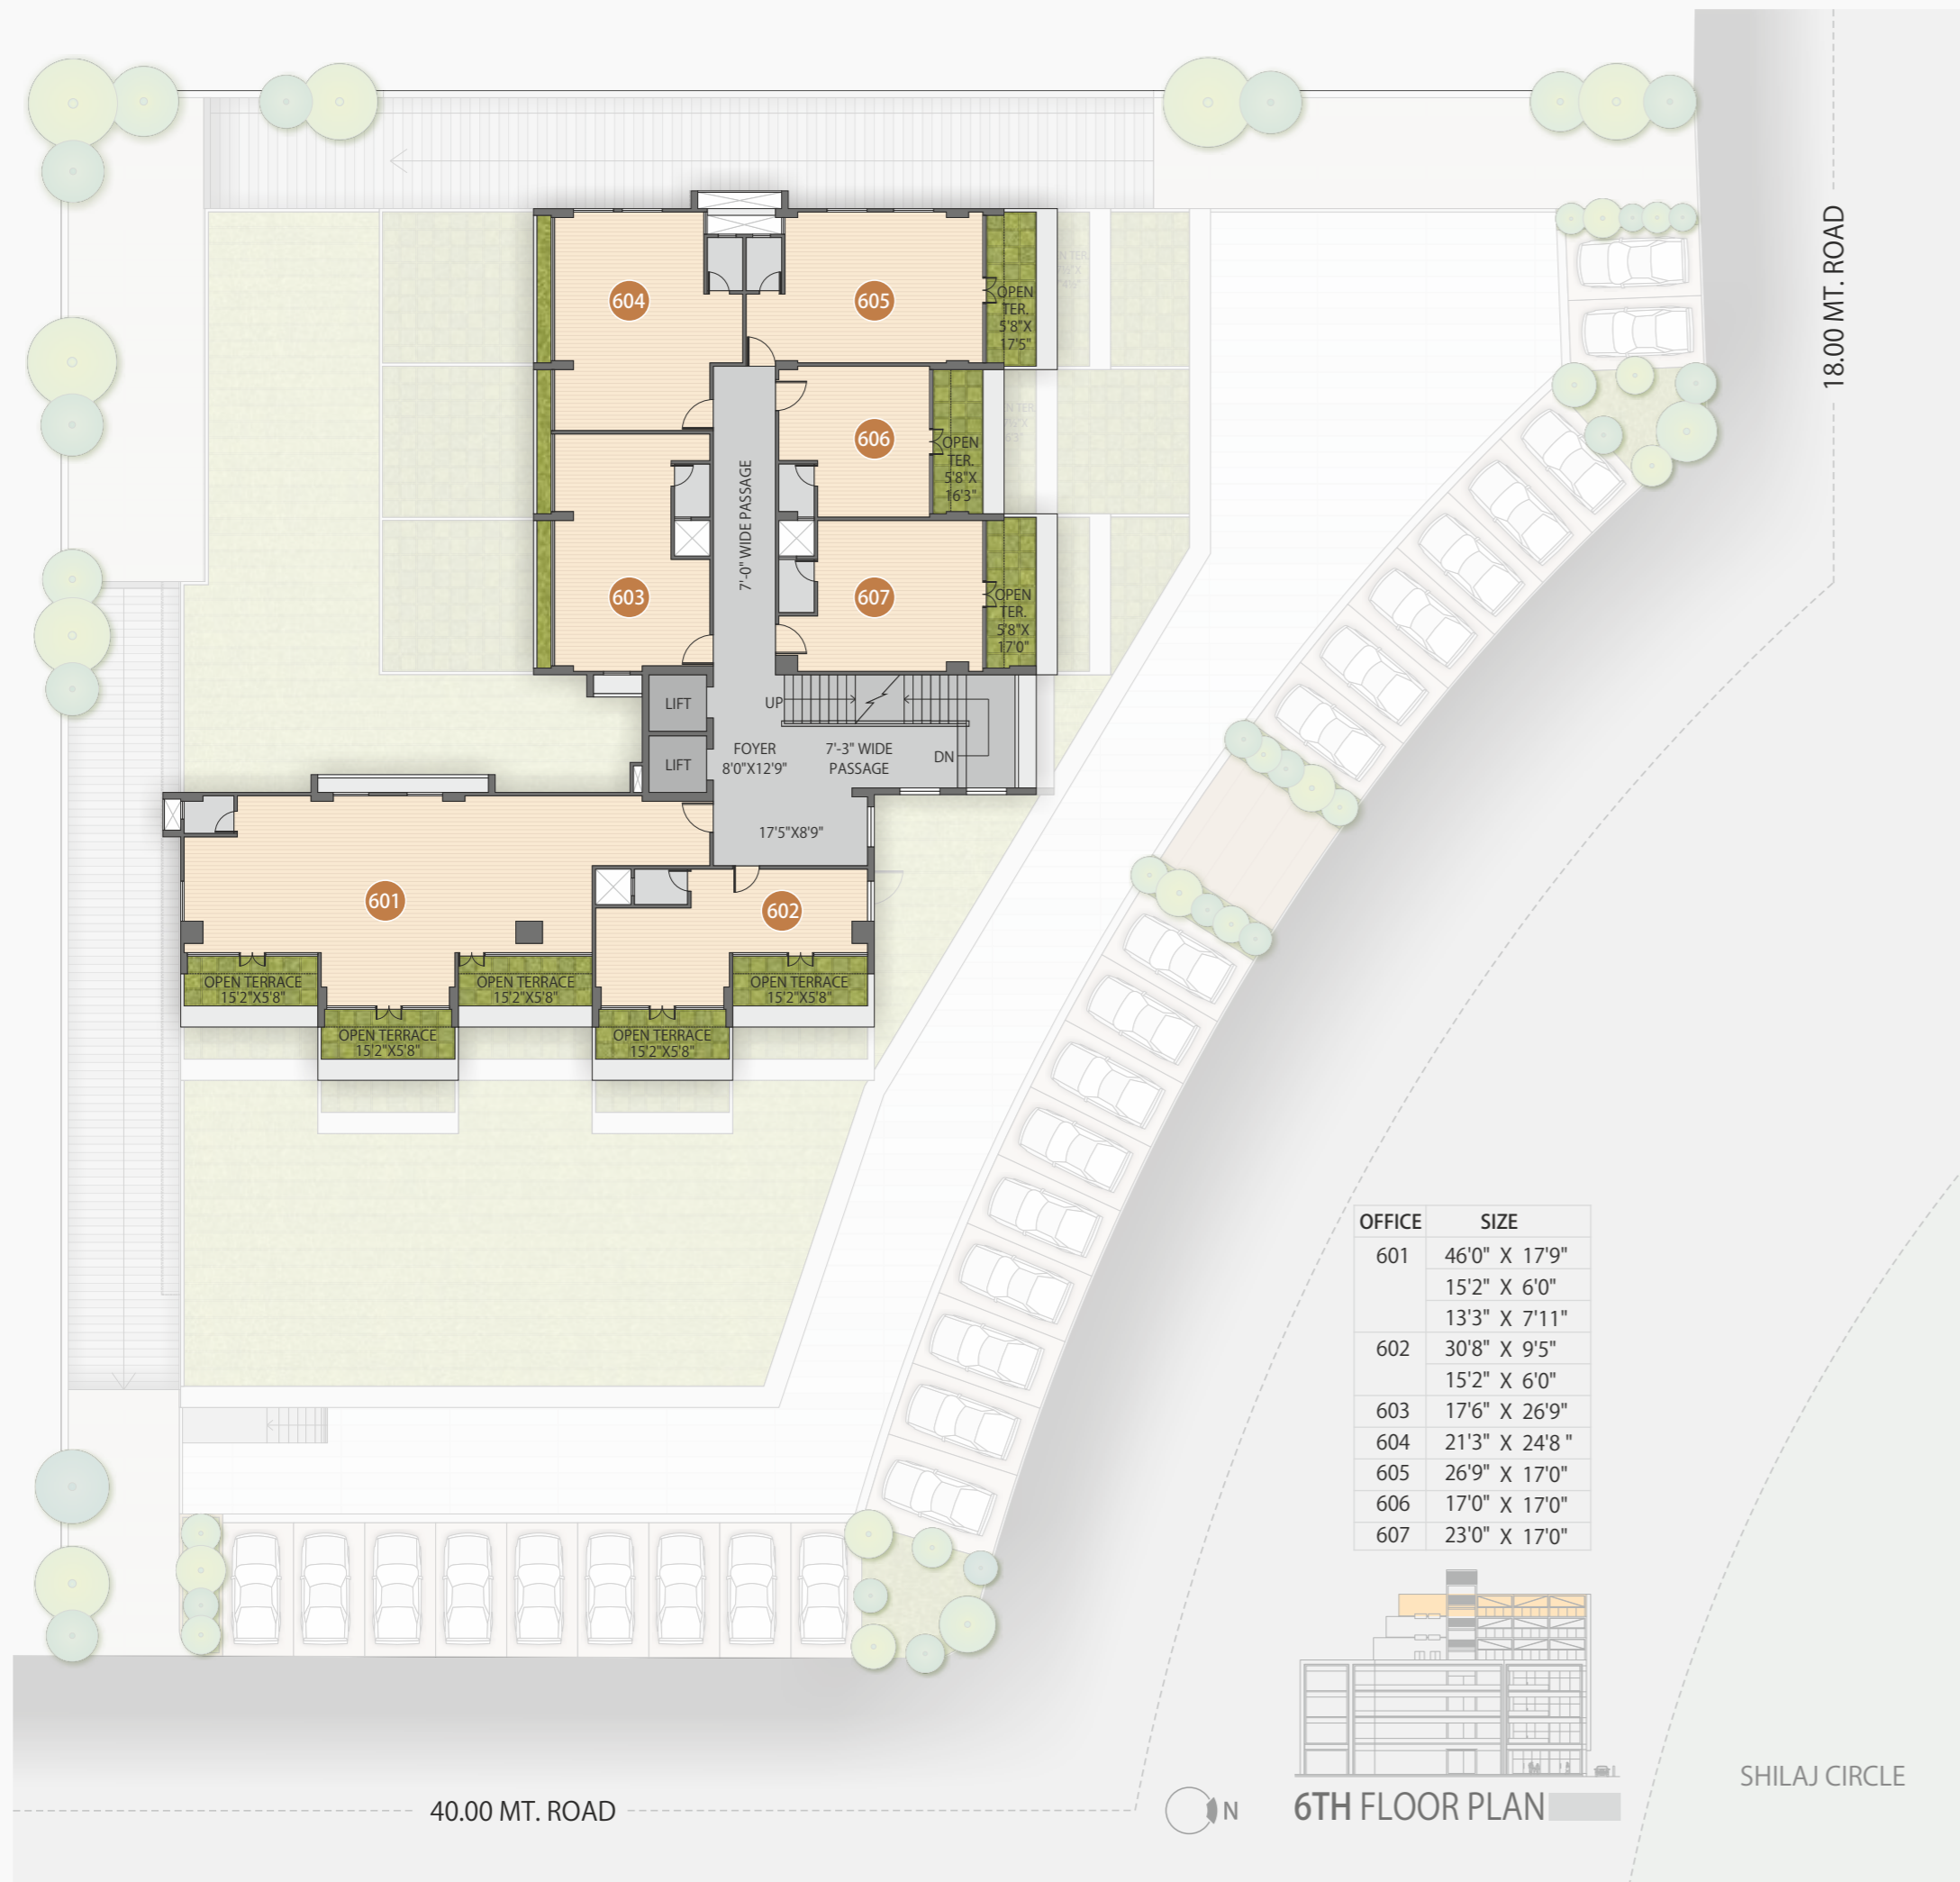 18.00 MT. ROAD
604
605
OPEN
TER.
5'8"X
17'5"
606
OPEN
TER.
5'8"X
16'3"
7'-0" WIDE PASSAGE
603
607
OPEN
TER.
5'8"X
17'0"
LIFT
UP
LIFT
FOYER
8'0"X12'9"
7'-3" WIDE
PASSAGE
DN
17'5"X8'9"
601
602
OPEN TERRACE
15'2"X5'8"
OPEN TERRACE
15'2"X5'8"
OPEN TERRACE
15'2"X5'8"
OPEN TERRACE
15'2"X5'8"
OPEN TERRACE
15'2"X5'8"
OFFICE SIZE
601 46'0" X 17'9"
15'2" X 6'0"
13'3" X 7'11"
602 30'8" X 9'5"
15'2" X 6'0"
603 17'6" X 26'9"
604 21'3" X 24'8"
605 26'9" X 17'0"
606 17'0" X 17'0"
607 23'0" X 17'0"
SHILAJ CIRCLE
40.00 MT. ROAD
N
6TH FLOOR PLAN